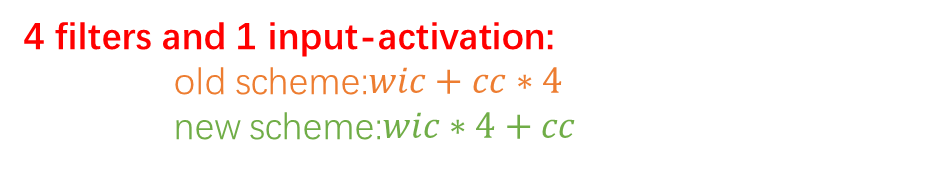 4 filters and 1 input-activation:
old scheme:wic + cc * 4
new scheme:wic * 4 + cc